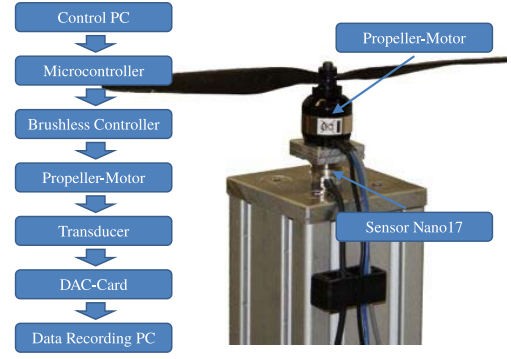 Control PC
Microcontroller
Brushless Controller
Propeller-Motor
Transducer
DAC-Card
Data Recording PC
Propeller-Motor
Sensor Nano17